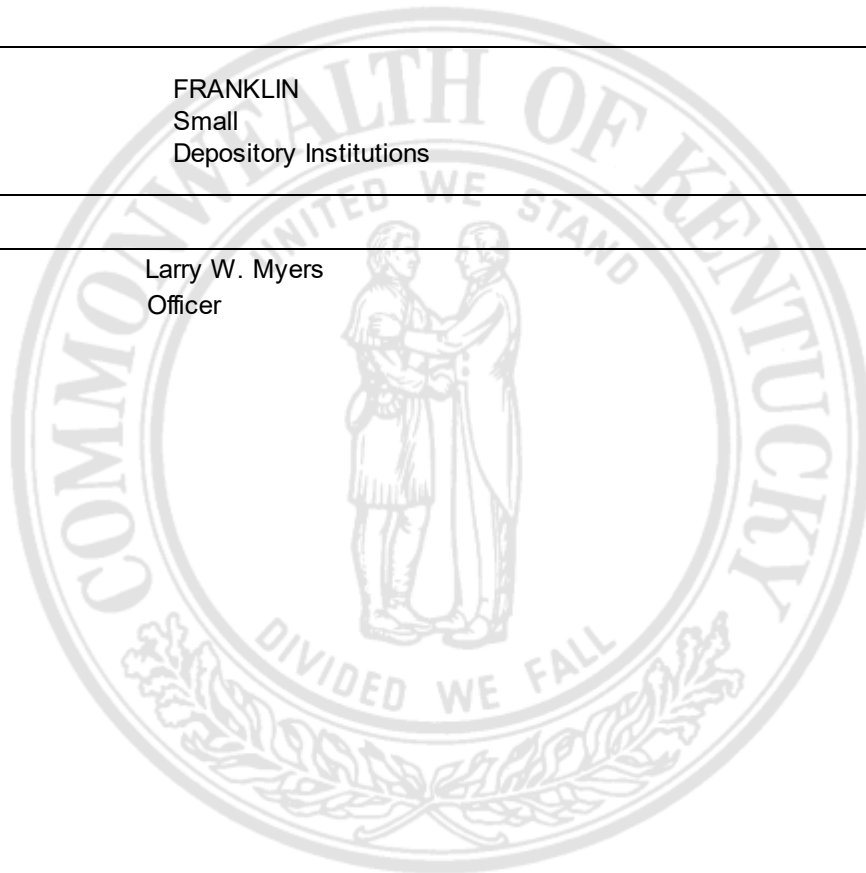 FRANKLIN
Small
Depository Institutions
Larry W. Myers
Officer
COMMONWEALTH OF KENTUCKY
UNITED WE STAND
DIVIDED WE FALL